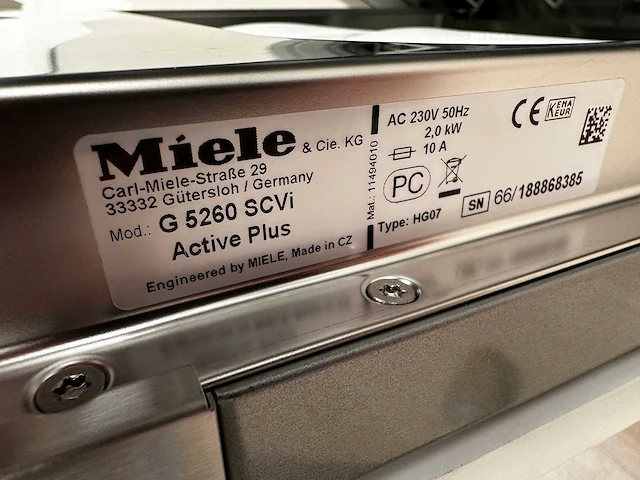 Miele & Cie. KG
Carl-Miele-Straße 29
33332 Gütersloh / Germany
Mod.: G 5260 SCVi
Active Plus
Engineered by MIELE, Made in CZ
Mat.: 11494010
AC 230V 50Hz
2,0 kW
10 A
PC
Type: HG07
CE KEMA
KEUR
SN 66/188868385